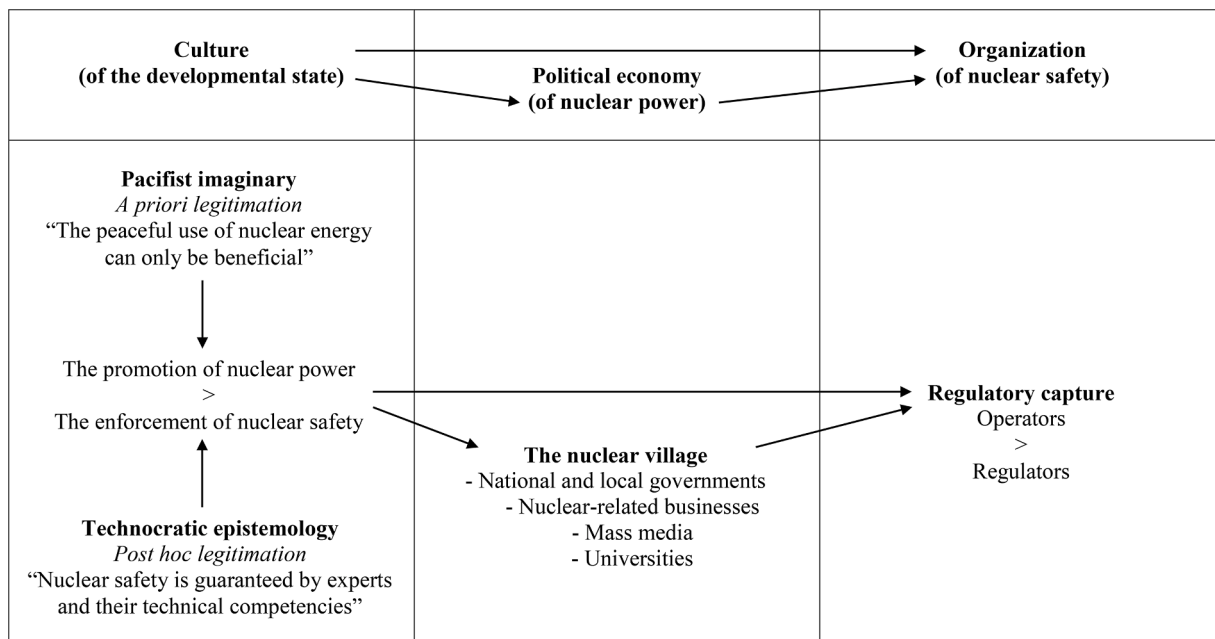 Culture
(of the developmental state)
Political economy
(of nuclear power)
Organization
(of nuclear safety)
Pacifist imaginary
A priori legitimation
“The peaceful use of nuclear energy
can only be beneficial”
The promotion of nuclear power
>
The enforcement of nuclear safety
Technocratic epistemology
Post hoc legitimation
“Nuclear safety is guaranteed by experts
and their technical competencies”
The nuclear village
- National and local governments
- Nuclear-related businesses
- Mass media
- Universities
Regulatory capture
Operators
>
Regulators